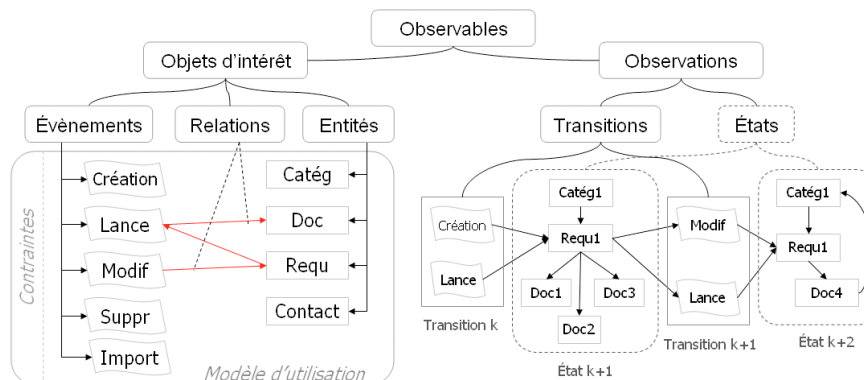 Observables
Objets d'intérêt
Observations
Évènements
Relations
Entités
Transitions
États
Contraintes
Création
Lance
Modif
Suppr
Import
Catég
Doc
Requ
Contact
Modèle d'utilisation
Création
Lance
Transition k
Catég1
Requ1
Doc1
Doc3
Doc2
État k+1
Modif
Lance
Transition k+1
Catég1
Requ1
Doc4
État k+2